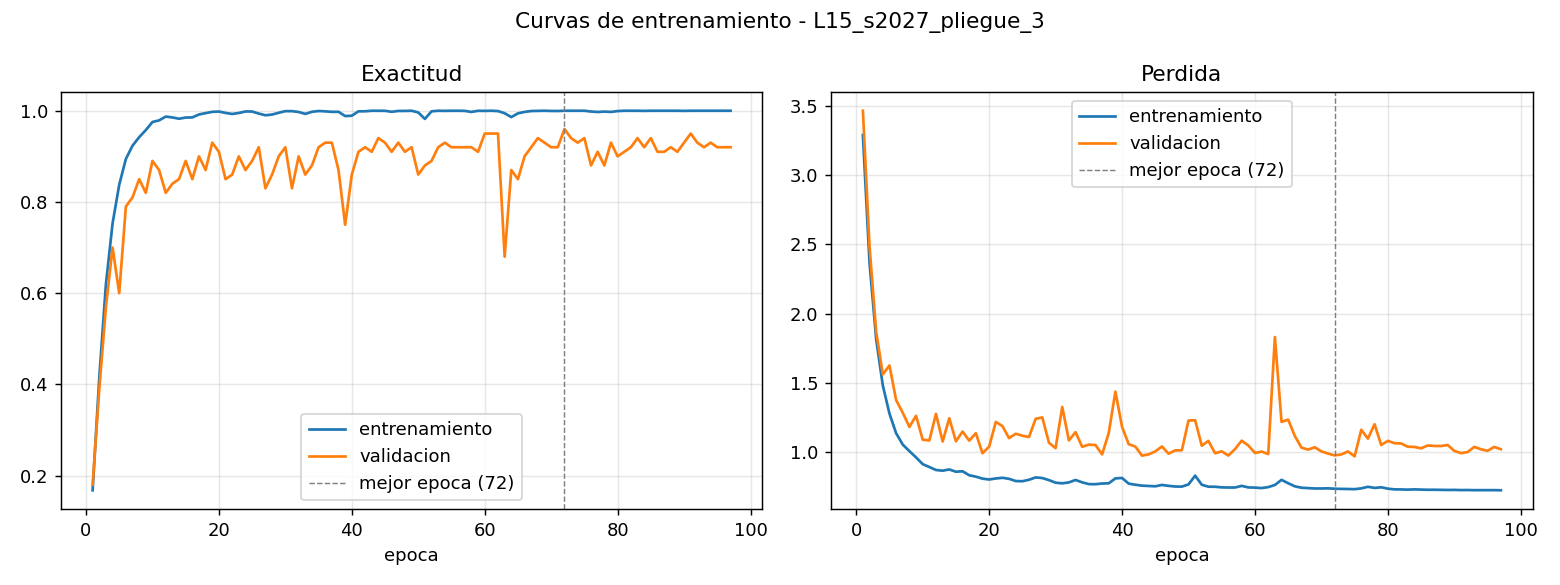 Curvas de entrenamiento - L15_s2027_pliegue_3
Exactitud
1.0
0.8
0.6
0.4
0.2
0
20
40
60
80
100
epoca
entrenamiento
validacion
mejor epoca (72)
Perdida
3.5
3.0
2.5
2.0
1.5
1.0
0
20
40
60
80
100
epoca
entrenamiento
validacion
mejor epoca (72)